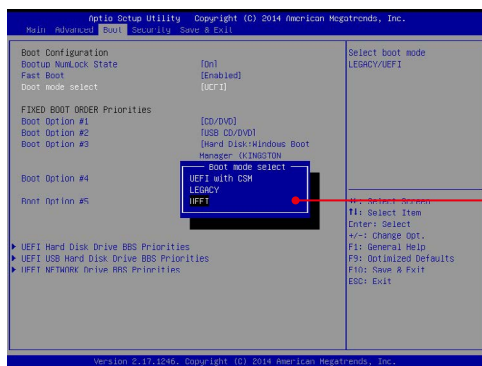 Aptio Setup Utility Copyright (C) 2014 American Megatrends, Inc.
Main Advanced Boot Security Save & Exit
Boot Configuration
Bootup NumLock State [On]
Fast Boot [Enabled]
Boot mode select [UEFI]
FIXED BOOT ORDER Priorities
Boot Option #1 [CD/DVD]
Boot Option #2 [USB CD/DVD]
Boot Option #3 [Hard Disk:Windows Boot
Manager (KINGSTON
Boot Option #4
Boot Option #5
Boot mode select
UEFI with CSM
LEGACY
UEFI
UEFI Hard Disk Drive BBS Priorities
UEFI USB Hard Disk Drive BBS Priorities
UEFI NETWORK Drive BBS Priorities
Select boot mode
LEGACY/UEFI
↔: Select Screen
↑↓: Select Item
Enter: Select
+/-: Change Opt.
F1: General Help
F9: Optimized Defaults
F10: Save & Exit
ESC: Exit
Version 2.17.1246. Copyright (C) 2014 American Megatrends, Inc.